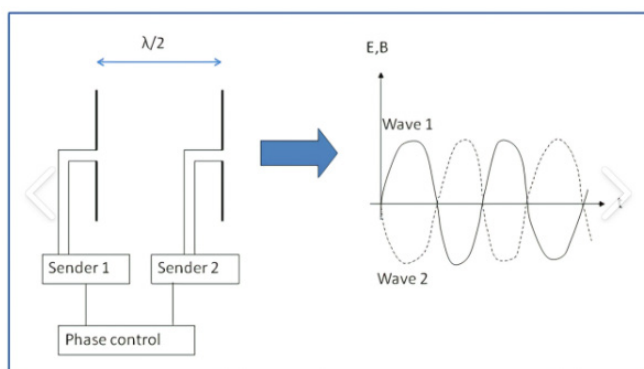 λ/2
E,B
Wave 1
Wave 2
Sender 1
Sender 2
Phase control